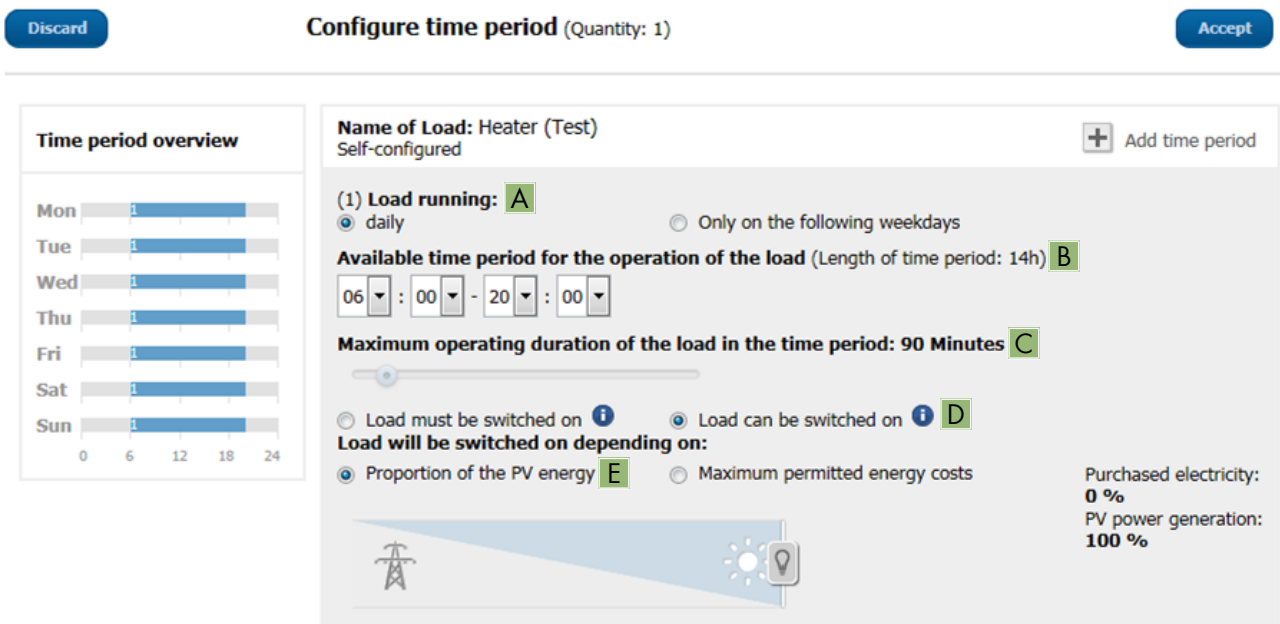 Discard
Configure time period (Quantity: 1)
Accept
Time period overview
Mon 1
Tue 1
Wed 1
Thu 1
Fri 1
Sat 1
Sun 1
0 6 12 18 24
Name of Load: Heater (Test)
Self-configured
+ Add time period
(1) Load running: A
daily Only on the following weekdays
Available time period for the operation of the load (Length of time period: 14h) B
06 : 00 - 20 : 00
Maximum operating duration of the load in the time period: 90 Minutes C
Load must be switched on i Load can be switched on i D
Load will be switched on depending on:
Proportion of the PV energy E Maximum permitted energy costs
Purchased electricity:
0 %
PV power generation:
100 %